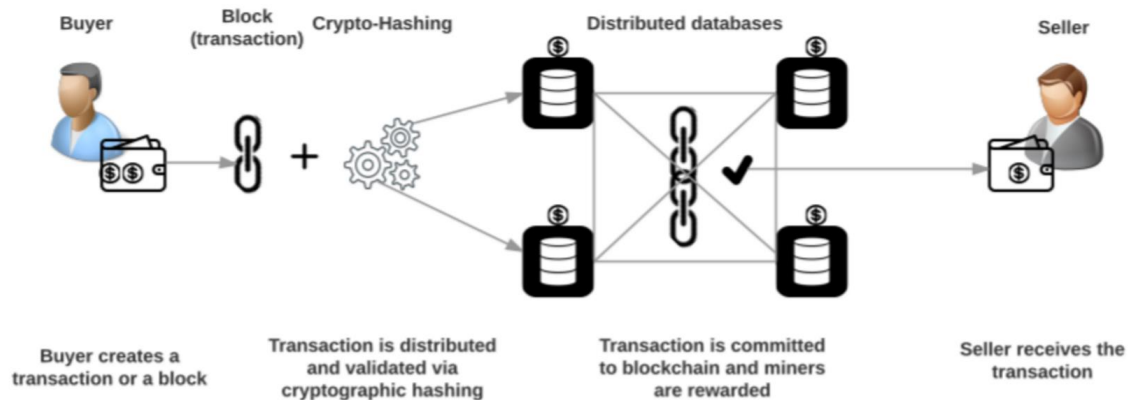 Buyer
Block
(transaction)
Crypto-Hashing
Distributed databases
Seller
$
$
$
$ $
$
$
$
Buyer creates a
transaction or a block
Transaction is distributed
and validated via
cryptographic hashing
Transaction is committed
to blockchain and miners
are rewarded
Seller receives the
transaction